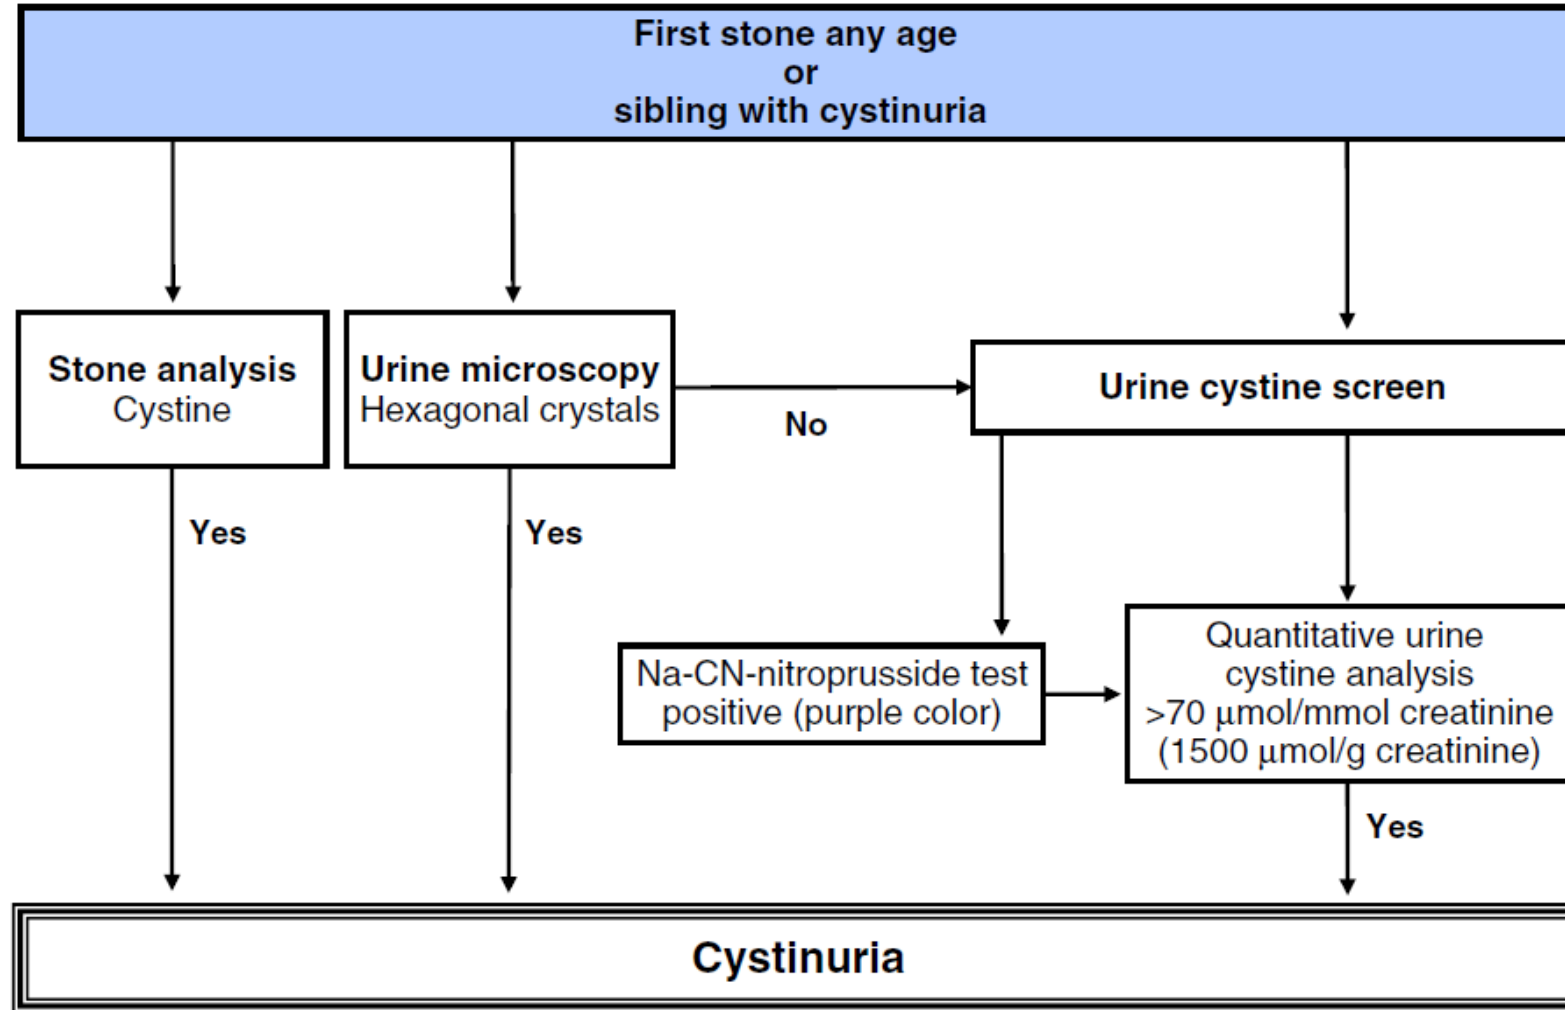 First stone any age
or
sibling with cystinuria
Stone analysis
Cystine
Urine microscopy
Hexagonal crystals
No
Urine cystine screen
Yes
Yes
Na-CN-nitroprusside test
positive (purple color)
Quantitative urine
cystine analysis
>70 μmol/mmol creatinine
(1500 μmol/g creatinine)
Yes
Cystinuria